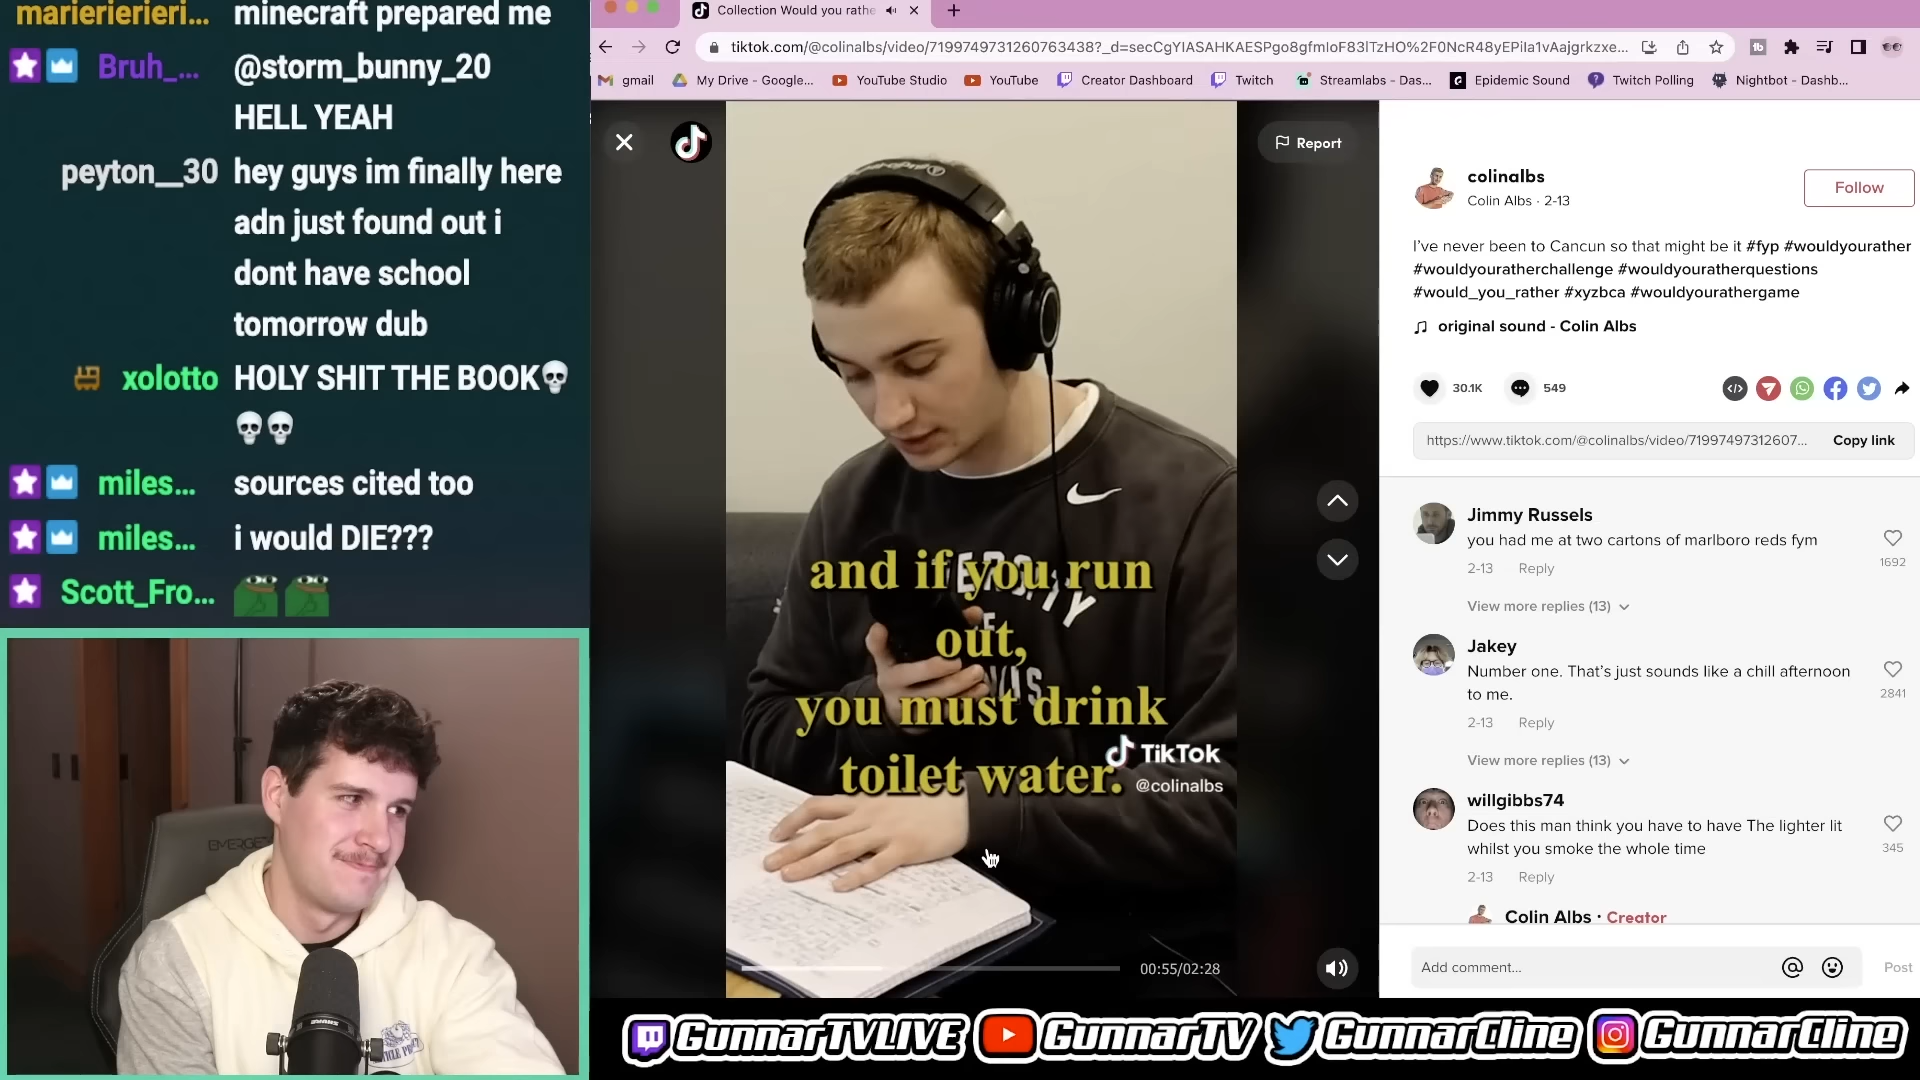 marierierieri... minecraft prepared me
Bruh_... @storm_bunny_20
HELL YEAH
peyton__30 hey guys im finally here
adn just found out i
dont have school
tomorrow dub
xolotto HOLY SHIT THE BOOK💀
💀💀
miles... sources cited too
miles... i would DIE???
Scott_Fro...
Collection Would you rathe
tiktok.com/@colinalbs/video/7199749731260763438?_d=secCgYIASAHKAESPgo8gfmIoF83lTzHO%2F0NcR48yEPiIa1vAajgrkzxe...
gmail
My Drive - Google...
YouTube Studio
YouTube
Creator Dashboard
Twitch
Streamlabs - Das...
Epidemic Sound
Twitch Polling
Nightbot - Dashb...
Report
and if you run
out,
you must drink
toilet water.
TikTok
@colinalbs
00:55/02:28
colinalbs
Colin Albs · 2-13
Follow
I've never been to Cancun so that might be it #fyp #wouldyourather
#wouldyouratherchallenge #wouldyouratherquestions
#would_you_rather #xyzbca #wouldyourathergame
original sound - Colin Albs
30.1K
549
https://www.tiktok.com/@colinalbs/video/71997497312607...
Copy link
Jimmy Russels
you had me at two cartons of marlboro reds fym
1692
2-13 Reply
View more replies (13)
Jakey
Number one. That's just sounds like a chill afternoon
to me.
2841
2-13 Reply
View more replies (13)
willgibbs74
Does this man think you have to have The lighter lit
whilst you smoke the whole time
345
2-13 Reply
Colin Albs · Creator
Add comment...
Post
GunnarTVLIVE
GunnarTV
GunnarCline
GunnarCline